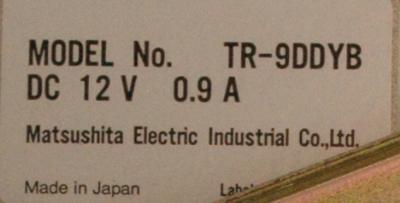 MODEL No. TR-9DDYB
DC 12 V 0.9 A
Matsushita Electric Industrial Co.,Ltd.
Made in Japan